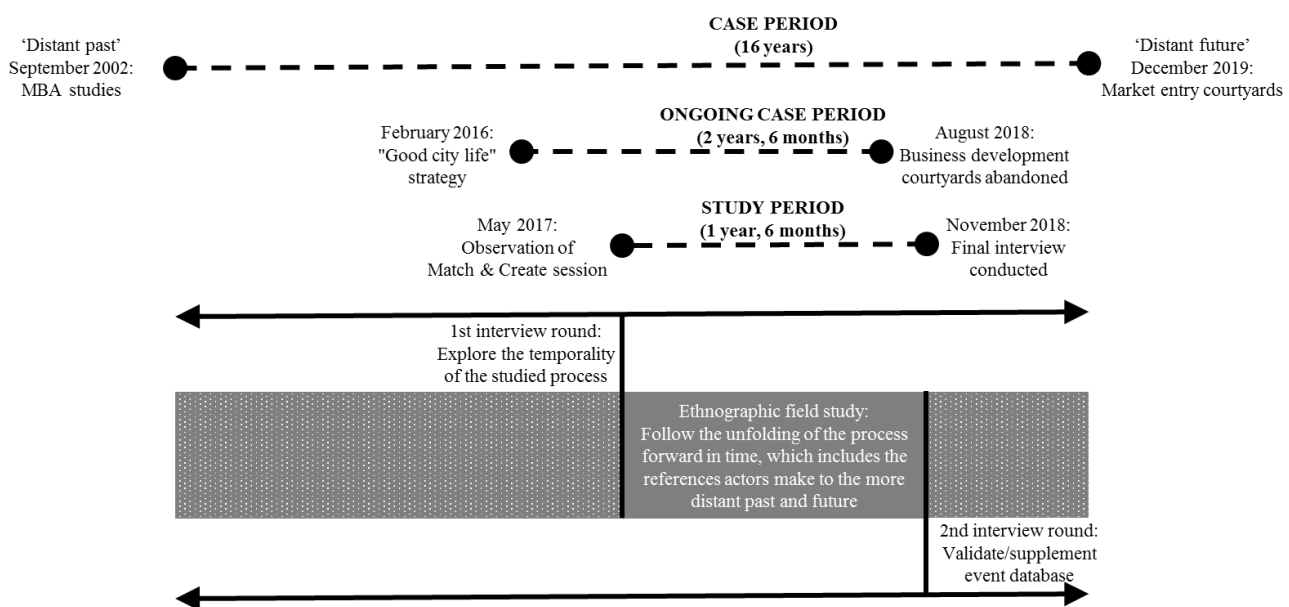 CASE PERIOD
(16 years)
‘Distant past’
September 2002:
MBA studies
‘Distant future’
December 2019:
Market entry courtyards
ONGOING CASE PERIOD
(2 years, 6 months)
February 2016:
"Good city life"
strategy
August 2018:
Business development
courtyards abandoned
STUDY PERIOD
(1 year, 6 months)
May 2017:
Observation of
Match & Create session
November 2018:
Final interview
conducted
1st interview round:
Explore the temporality
of the studied process
Ethnographic field study:
Follow the unfolding of the process
forward in time, which includes the
references actors make to the more
distant past and future
2nd interview round:
Validate/supplement
event database